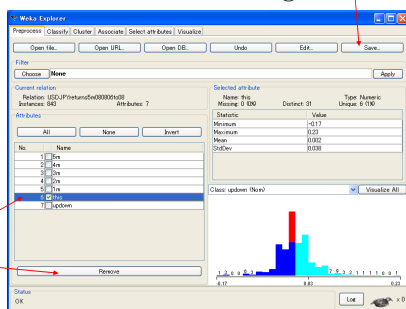 Weka Explorer
Preprocess Classify Cluster Associate Select attributes Visualize
Open file... Open URL... Open DB... Undo Edit... Save...
Filter
Choose None Apply
Current relation
Relation: USDJPYreturns5m080806to08
Instances: 843 Attributes: 7
Selected attribute
Name: this Type: Numeric
Missing: 0 (0%) Distinct: 31 Unique: 6 (1%)
Statistic Value
Minimum -0.17
Maximum 0.23
Mean 0.002
StdDev 0.038
Attributes
All None Invert
No. Name
1 5m
2 4m
3 3m
4 2m
5 1m
6 this
7 updown
Remove
Class: updown (Nom) Visualize All
-0.17 0.03 0.23
Status
OK
Log x 0